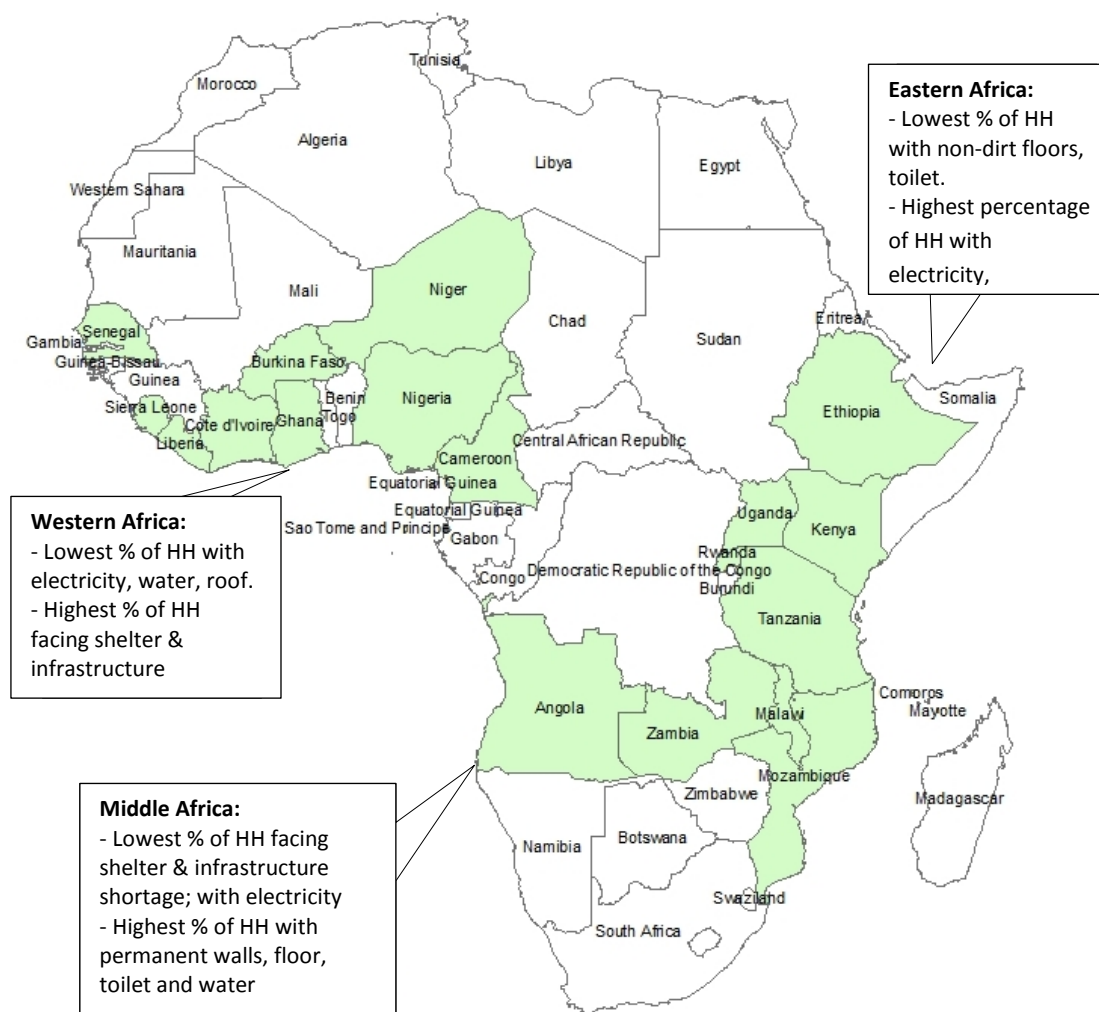 Tunisia
Morocco
Algeria
Libya
Egypt
Western Sahara
Mauritania
Mali
Niger
Chad
Sudan
Eritrea
Senegal
Gambia
Guinea-Bissau
Guinea
Burkina Faso
Sierra Leone
Liberia
Cote d'Ivoire
Ghana
Benin
Togo
Nigeria
Cameroon
Central African Republic
Ethiopia
Somalia
Equatorial Guinea
Equatorial Guinea
Sao Tome and Principe
Gabon
Congo
Democratic Republic of the Congo
Uganda
Kenya
Rwanda
Burundi
Tanzania
Comoros
Mayotte
Angola
Zambia
Malawi
Mozambique
Zimbabwe
Madagascar
Namibia
Botswana
Swaziland
South Africa
Eastern Africa:
- Lowest % of HH
with non-dirt floors,
toilet.
- Highest percentage
of HH with
electricity,
Western Africa:
- Lowest % of HH with
electricity, water, roof.
- Highest % of HH
facing shelter &
infrastructure
Middle Africa:
- Lowest % of HH facing
shelter & infrastructure
shortage; with electricity
- Highest % of HH with
permanent walls, floor,
toilet and water